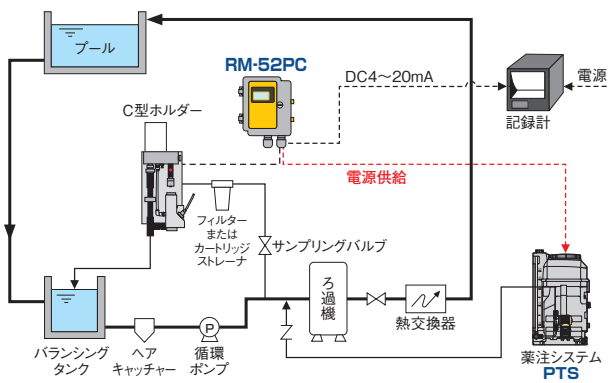 プール
RM-52PC
DC4～20mA
電源
記録計
C型ホルダー
電源供給
フィルター
または
カートリッジ
ストレーナ
サンプリングバルブ
ろ過機
熱交換器
P
バランシング
タンク
ヘア
キャッチャー
循環
ポンプ
薬注システム
PTS